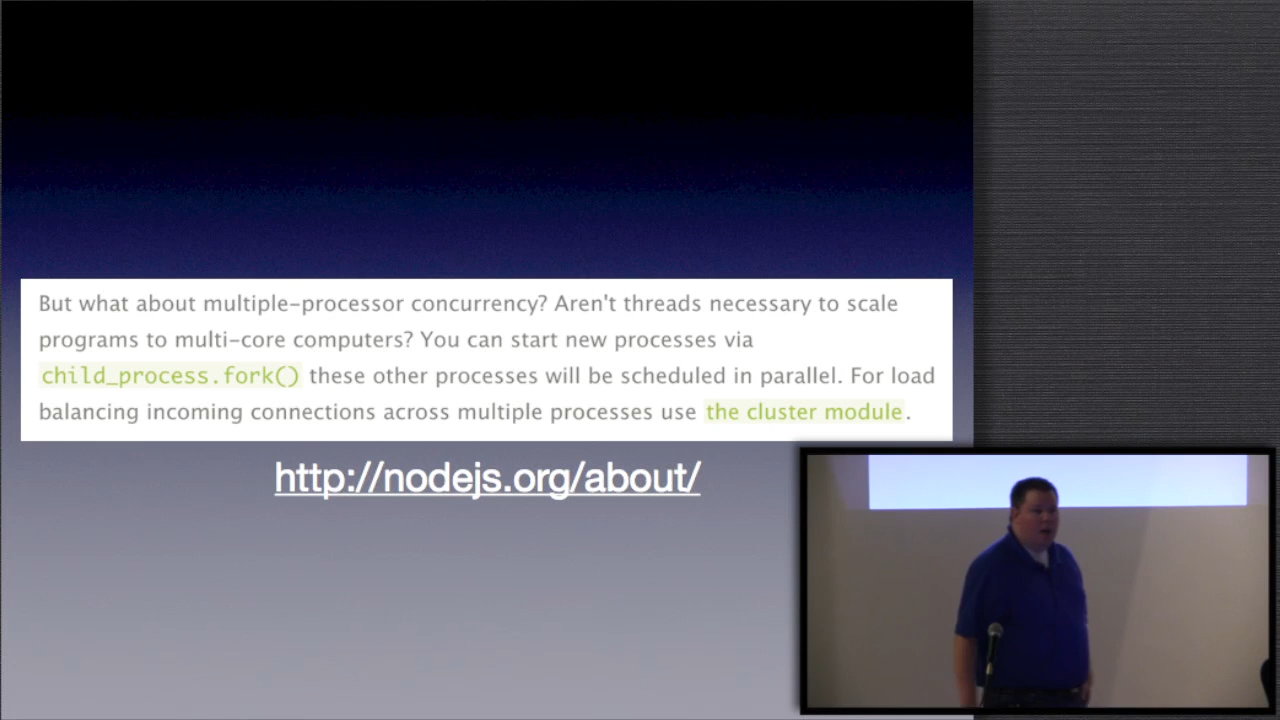 But what about multiple-processor concurrency? Aren't threads necessary to scale
programs to multi-core computers? You can start new processes via
child_process.fork() these other processes will be scheduled in parallel. For load
balancing incoming connections across multiple processes use the cluster module.
http://nodejs.org/about/